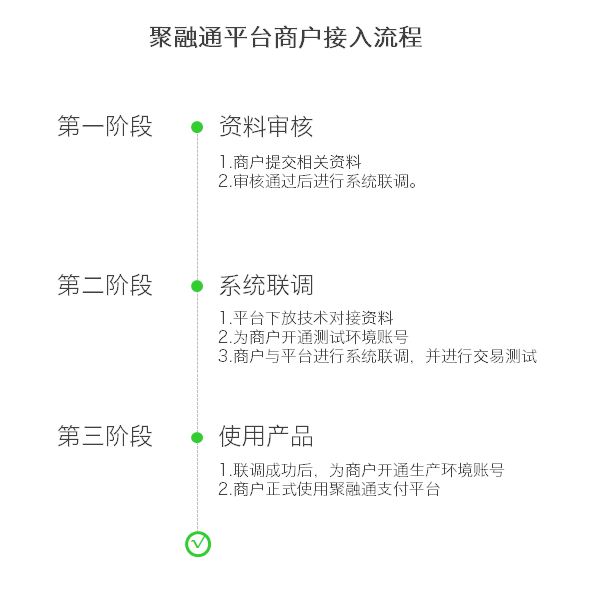 聚融通平台商户接入流程
第一阶段
资料审核
1.商户提交相关资料
2.审核通过后进行系统联调。
第二阶段
系统联调
1.平台下放技术对接资料
2.为商户开通测试环境账号
3.商户与平台进行系统联调，并进行交易测试
第三阶段
使用产品
1.联调成功后，为商户开通生产环境账号
2.商户正式使用聚融通支付平台